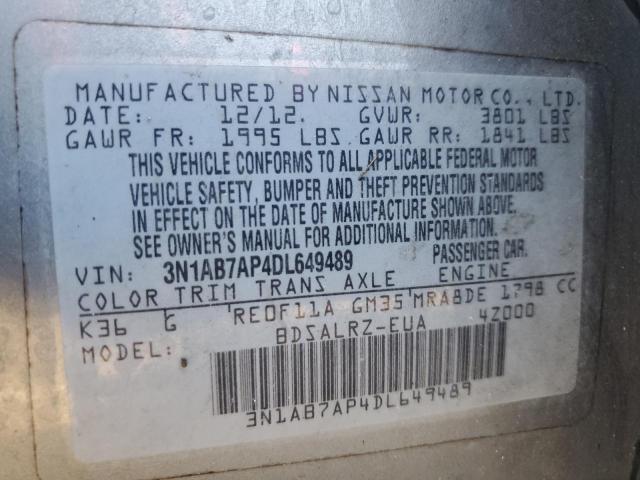 MANUFACTURED BY NISSAN MOTOR CO., LTD.
DATE: 12/12. GVWR: 3801 LBS
GAWR FR: 1995 LBS GAWR RR: 1841 LBS
THIS VEHICLE CONFORMS TO ALL APPLICABLE FEDERAL MOTOR
VEHICLE SAFETY, BUMPER AND THEFT PREVENTION STANDARDS
IN EFFECT ON THE DATE OF MANUFACTURE SHOWN ABOVE.
SEE OWNER'S MANUAL FOR ADDITIONAL INFORMATION.
VIN: 3N1AB7AP4DL649489 PASSENGER CAR.
COLOR TRIM TRANS AXLE ENGINE
K36 G RE0F11A GM35 MRA8DE 1798 CC
MODEL: BDSALRZ-EUA 4Z000
3N1AB7AP4DL649489